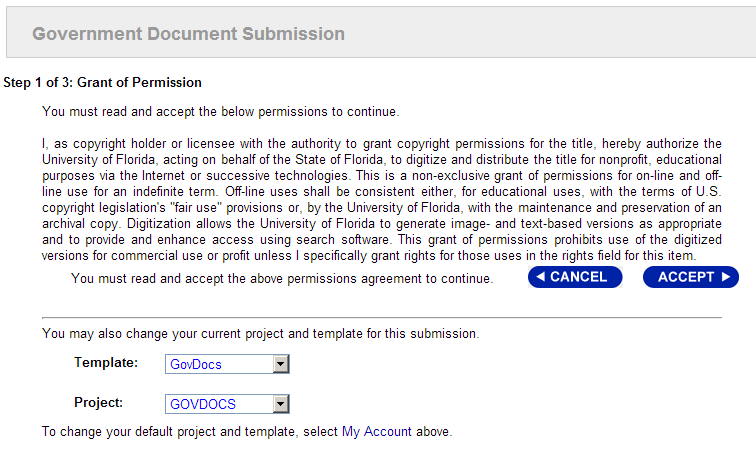 Government Document Submission
Step 1 of 3: Grant of Permission
You must read and accept the below permissions to continue.
I, as copyright holder or licensee with the authority to grant copyright permissions for the title, hereby authorize the
University of Florida, acting on behalf of the State of Florida, to digitize and distribute the title for nonprofit, educational
purposes via the Internet or successive technologies. This is a non-exclusive grant of permissions for on-line and off-
line use for an indefinite term. Off-line uses shall be consistent either, for educational uses, with the terms of U.S.
copyright legislation's "fair use" provisions or, by the University of Florida, with the maintenance and preservation of an
archival copy. Digitization allows the University of Florida to generate image- and text-based versions as appropriate
and to provide and enhance access using search software. This grant of permissions prohibits use of the digitized
versions for commercial use or profit unless I specifically grant rights for those uses in the rights field for this item.
You must read and accept the above permissions agreement to continue. CANCEL ACCEPT
You may also change your current project and template for this submission.
Template: GovDocs
Project: GOVDOCS
To change your default project and template, select My Account above.